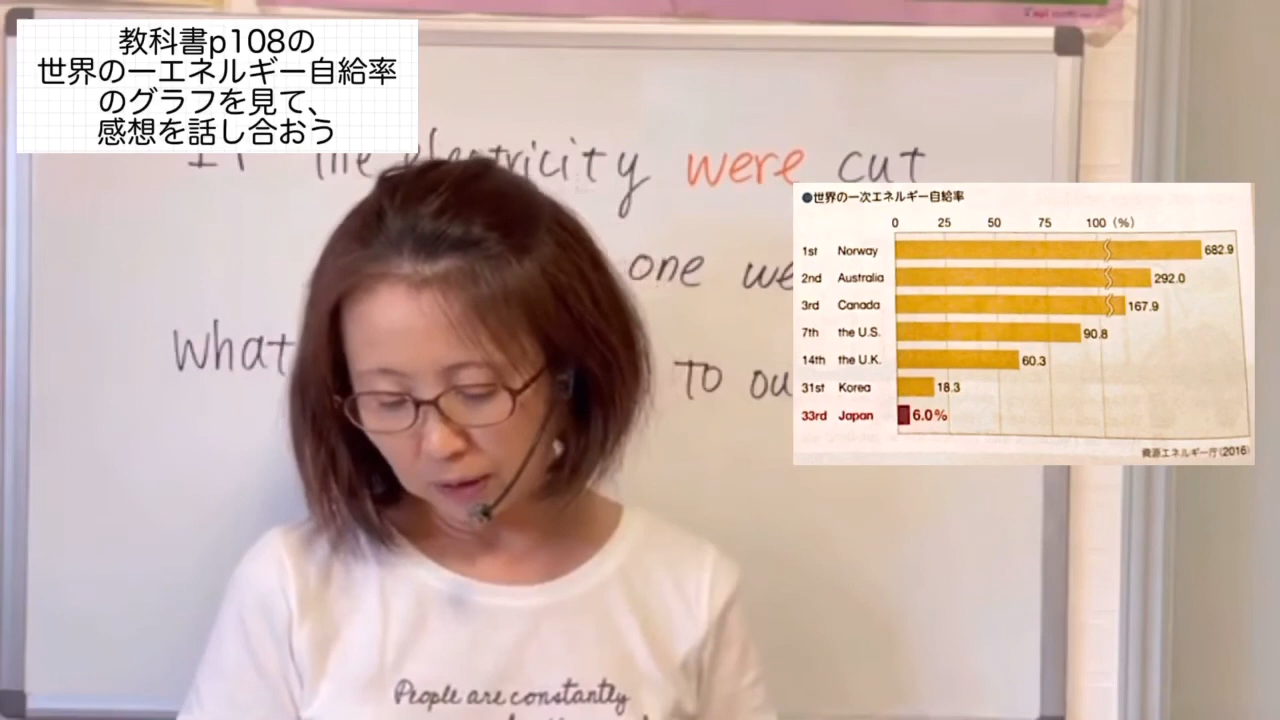 教科書p108の
世界の一エネルギー自給率
のグラフを見て、
感想を話し合おう
electricity were cut
one we
What to ou
●世界の一次エネルギー自給率
0 25 50 75 100 (%)
1st Norway 682.9
2nd Australia 292.0
3rd Canada 167.9
7th the U.S. 90.8
14th the U.K. 60.3
31st Korea 18.3
33rd Japan 6.0%
資源エネルギー庁(2016)
People are constantly